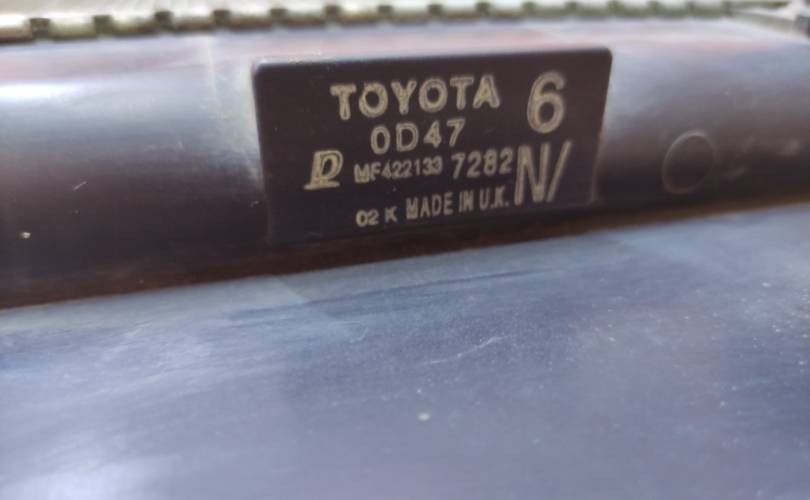 TOYOTA 6
0D47
D MF422133 7282 N/
02 K MADE IN U.K.